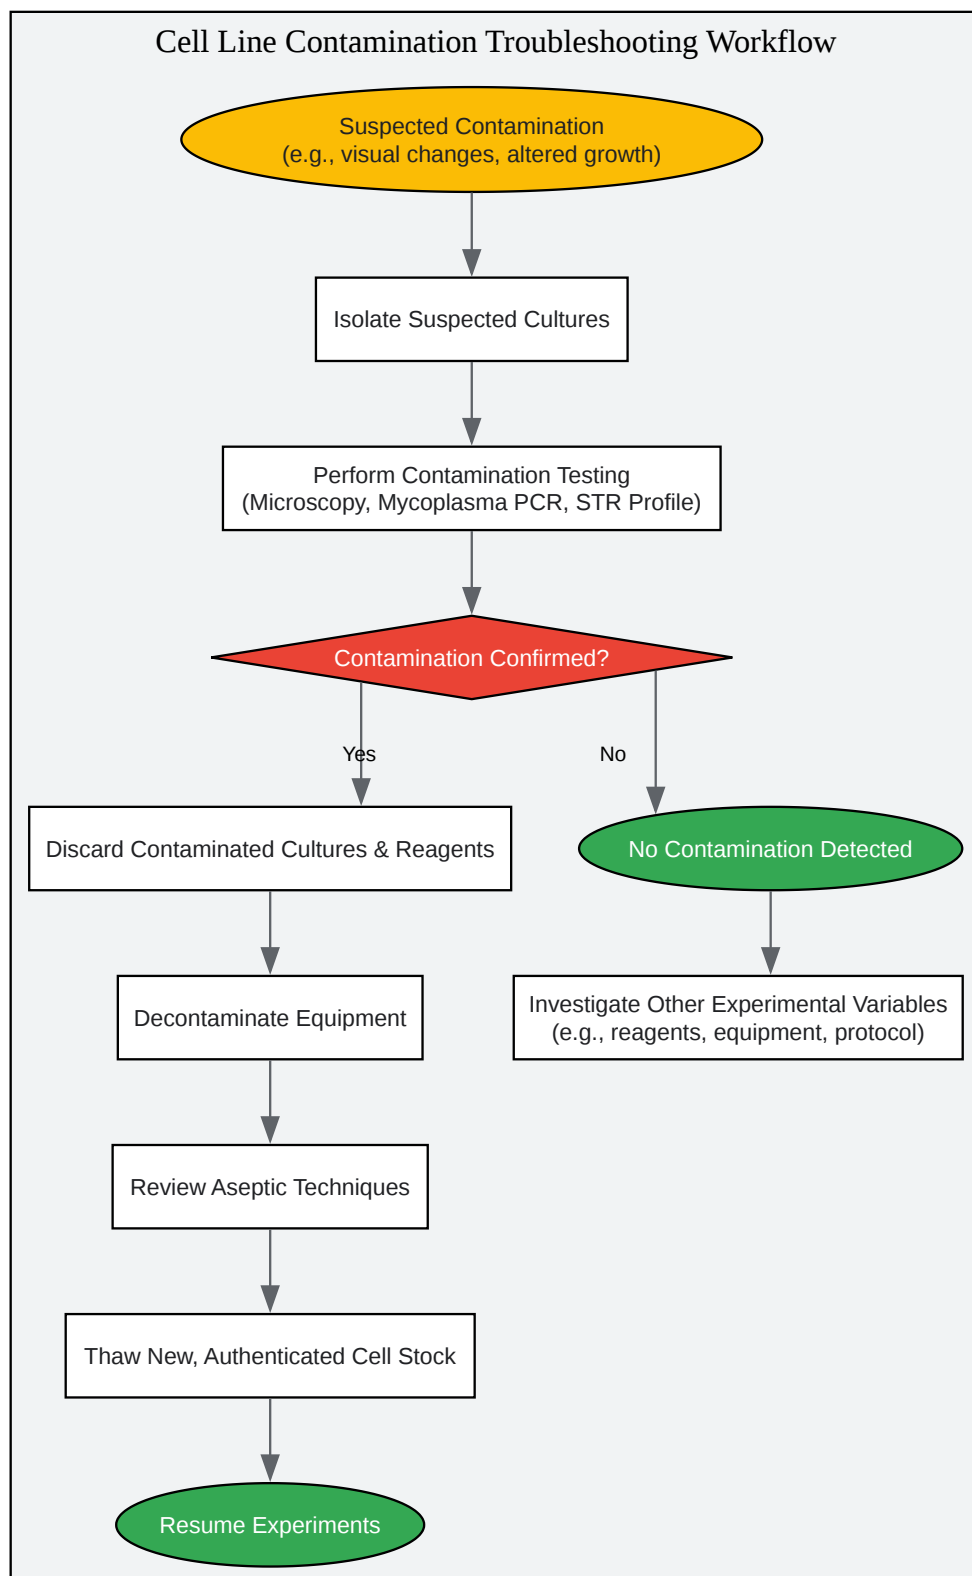 Cell Line Contamination Troubleshooting Workflow
Suspected Contamination
(e.g., visual changes, altered growth)
Isolate Suspected Cultures
Perform Contamination Testing
(Microscopy, Mycoplasma PCR, STR Profile)
Contamination Confirmed?
Yes
No
Discard Contaminated Cultures & Reagents
No Contamination Detected
Decontaminate Equipment
Investigate Other Experimental Variables
(e.g., reagents, equipment, protocol)
Review Aseptic Techniques
Thaw New, Authenticated Cell Stock
Resume Experiments